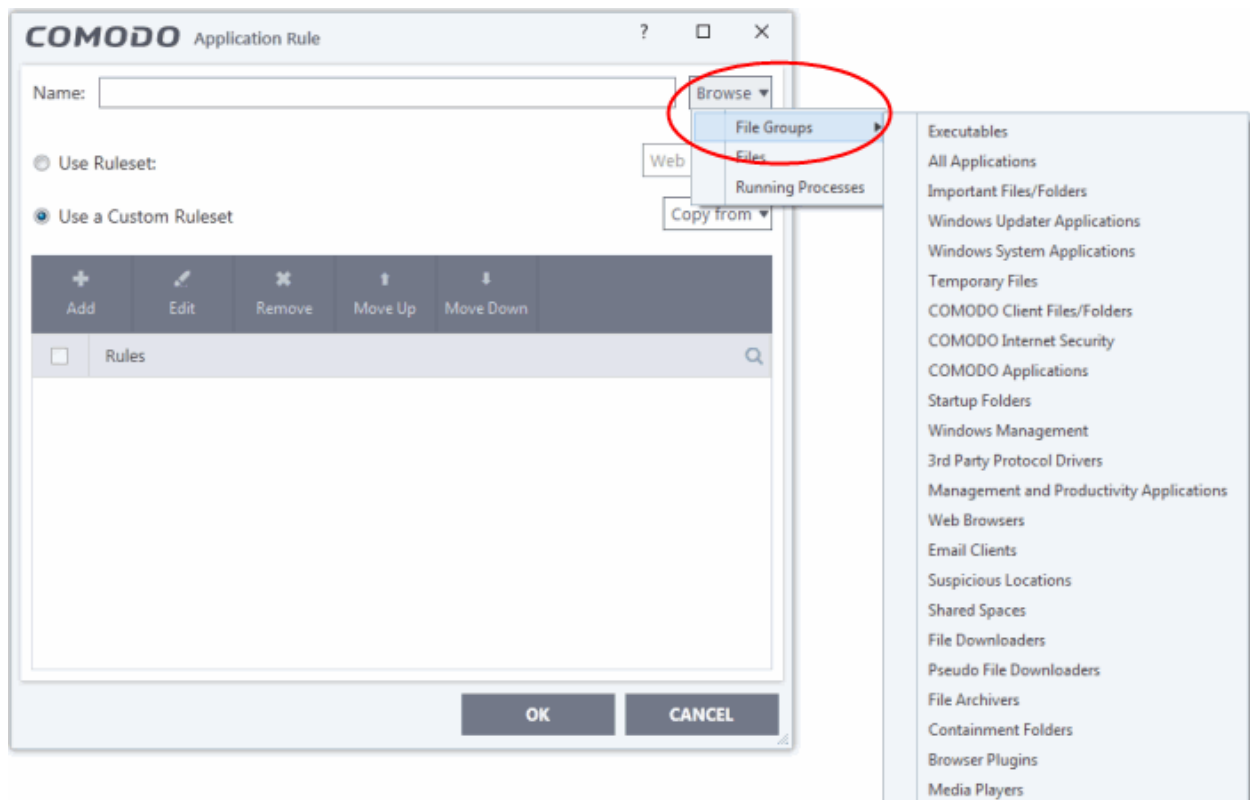 COMODO Application Rule ?
Name: Browse
File Groups
Files
Running Processes
Use Ruleset: Web
Use a Custom Ruleset Copy from
Add Edit Remove Move Up Move Down
Rules
OK CANCEL
Executables
All Applications
Important Files/Folders
Windows Updater Applications
Windows System Applications
Temporary Files
COMODO Client Files/Folders
COMODO Internet Security
COMODO Applications
Startup Folders
Windows Management
3rd Party Protocol Drivers
Management and Productivity Applications
Web Browsers
Email Clients
Suspicious Locations
Shared Spaces
File Downloaders
Pseudo File Downloaders
File Archivers
Containment Folders
Browser Plugins
Media Players